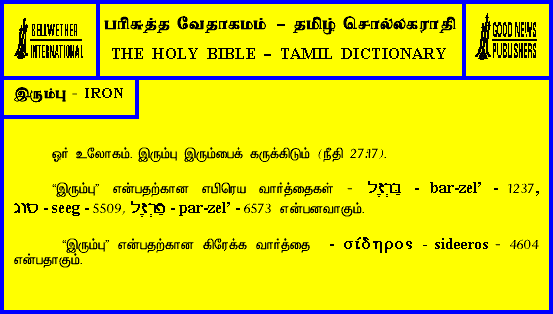 BELLWETHER
INTERNATIONAL
பரிசுத்த வேதாகமம் – தமிழ் சொல்லகராதி
THE HOLY BIBLE – TAMIL DICTIONARY
GOOD NEWS
PUBLISHERS
இரும்பு - IRON
ஓர் உலோகம். இரும்பு இரும்பைக் கருக்கிடும் (நீதி 27:17).
“இரும்பு” என்பதற்கான எபிரெய வார்த்தைகள் - בַּרְזֶל - bar-zel’ - 1237,
סוּג - seeg - 5509, פַּרְזֶל - par-zel’ - 6573 என்பனவாகும்.
“இரும்பு” என்பதற்கான கிரேக்க வார்த்தை - σίδηρος - sideeros - 4604
என்பதாகும்.